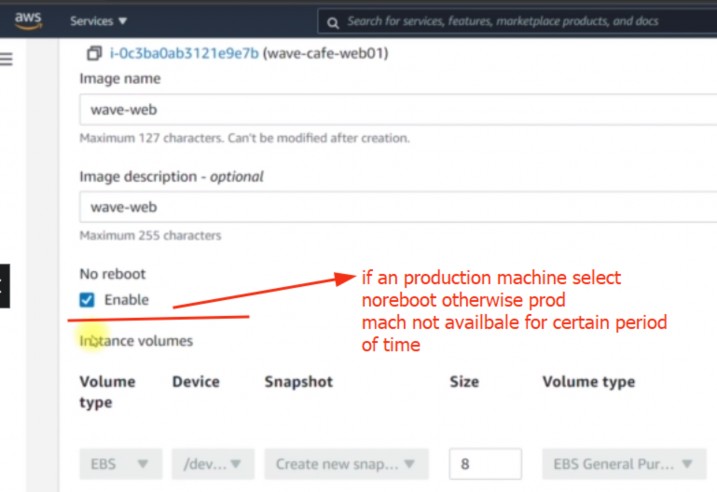 aws Services ▼ Search for services, features, marketplace products, and docs
i-0c3ba0ab3121e9e7b (wave-cafe-web01)
Image name
wave-web
Maximum 127 characters. Can't be modified after creation.
Image description - optional
wave-web
Maximum 255 characters
No reboot
Enable
if an production machine select
noreboot otherwise prod
mach not availbale for certain period
of time
Instance volumes
Volume type Device Snapshot Size Volume type
EBS ▼ /dev... ▼ Create new snap... ▼ 8 EBS General Pur... ▼